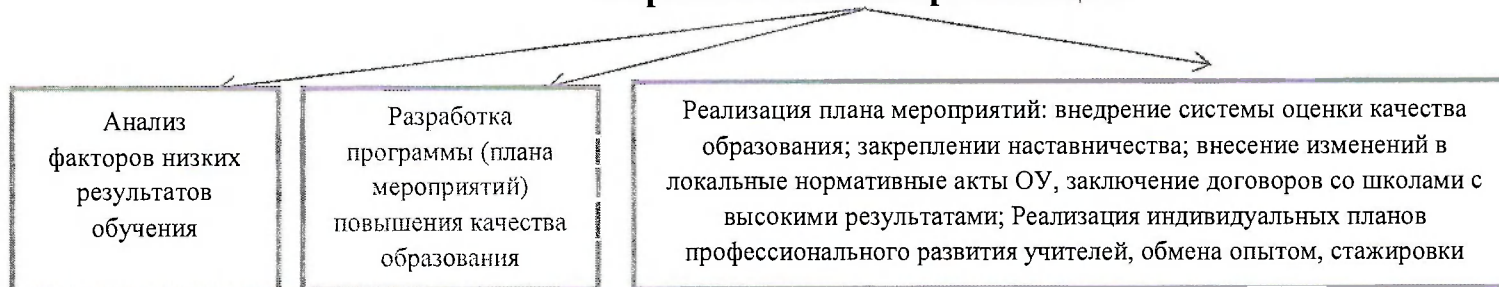 Анализ
факторов низких
результатов
обучения
Разработка
программы (плана
мероприятий)
повышения качества
образования
Реализация плана мероприятий: внедрение системы оценки качества
образования; закреплении наставничества; внесение изменений в
локальные нормативные акты ОУ, заключение договоров со школами с
высокими результатами; Реализация индивидуальных планов
профессионального развития учителей, обмена опытом, стажировки